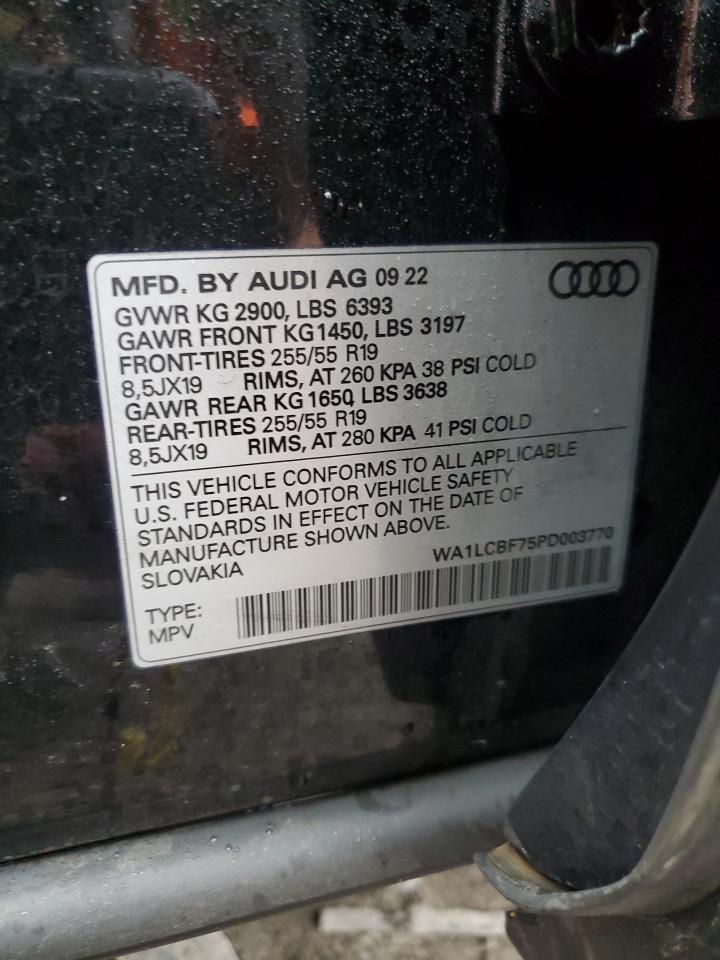 MFD. BY AUDI AG 09 22
GVWR KG 2900, LBS 6393
GAWR FRONT KG1450, LBS 3197
FRONT-TIRES 255/55 R19
8,5JX19 RIMS, AT 260 KPA 38 PSI COLD
GAWR REAR KG 1650, LBS 3638
REAR-TIRES 255/55 R19
8,5JX19 RIMS, AT 280 KPA 41 PSI COLD
THIS VEHICLE CONFORMS TO ALL APPLICABLE
U.S. FEDERAL MOTOR VEHICLE SAFETY
STANDARDS IN EFFECT ON THE DATE OF
MANUFACTURE SHOWN ABOVE.
SLOVAKIA WA1LCBF75PD003770
TYPE:
MPV